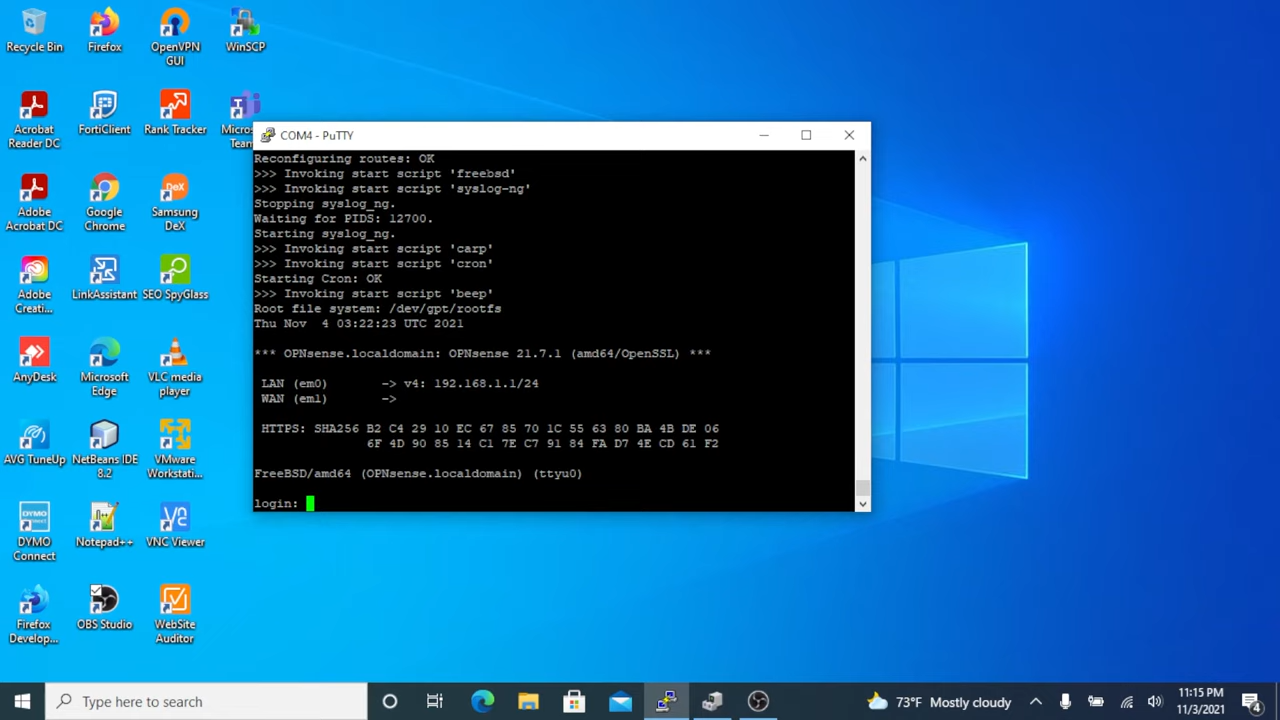 Recycle Bin
Firefox
OpenVPN
GUI
WinSCP
Acrobat
Reader DC
FortiClient
Rank Tracker
Micros
Team
Adobe
Acrobat DC
Google
Chrome
Samsung
DeX
Adobe
Creati...
LinkAssistant
SEO SpyGlass
AnyDesk
Microsoft
Edge
VLC media
player
AVG TuneUp
NetBeans IDE
8.2
VMware
Workstati...
DYMO
Connect
Notepad++
VNC Viewer
Firefox
Develop...
OBS Studio
WebSite
Auditor
COM4 - PuTTY
Reconfiguring routes: OK
>>> Invoking start script 'freebsd'
>>> Invoking start script 'syslog-ng'
Stopping syslog_ng.
Waiting for PIDS: 12700.
Starting syslog_ng.
>>> Invoking start script 'carp'
>>> Invoking start script 'cron'
Starting Cron: OK
>>> Invoking start script 'beep'
Root file system: /dev/gpt/rootfs
Thu Nov  4 03:22:23 UTC 2021
*** OPNsense.localdomain: OPNsense 21.7.1 (amd64/OpenSSL) ***
LAN (em0)       -> v4: 192.168.1.1/24
WAN (em1)       ->
HTTPS: SHA256 B2 C4 29 10 EC 67 85 70 1C 55 63 80 BA 4B DE 06
6F 4D 90 85 14 C1 7E C7 91 84 FA D7 4E CD 61 F2
FreeBSD/amd64 (OPNsense.localdomain) (ttyu0)
login:
Type here to search
73°F Mostly cloudy
11:15 PM
11/3/2021
4